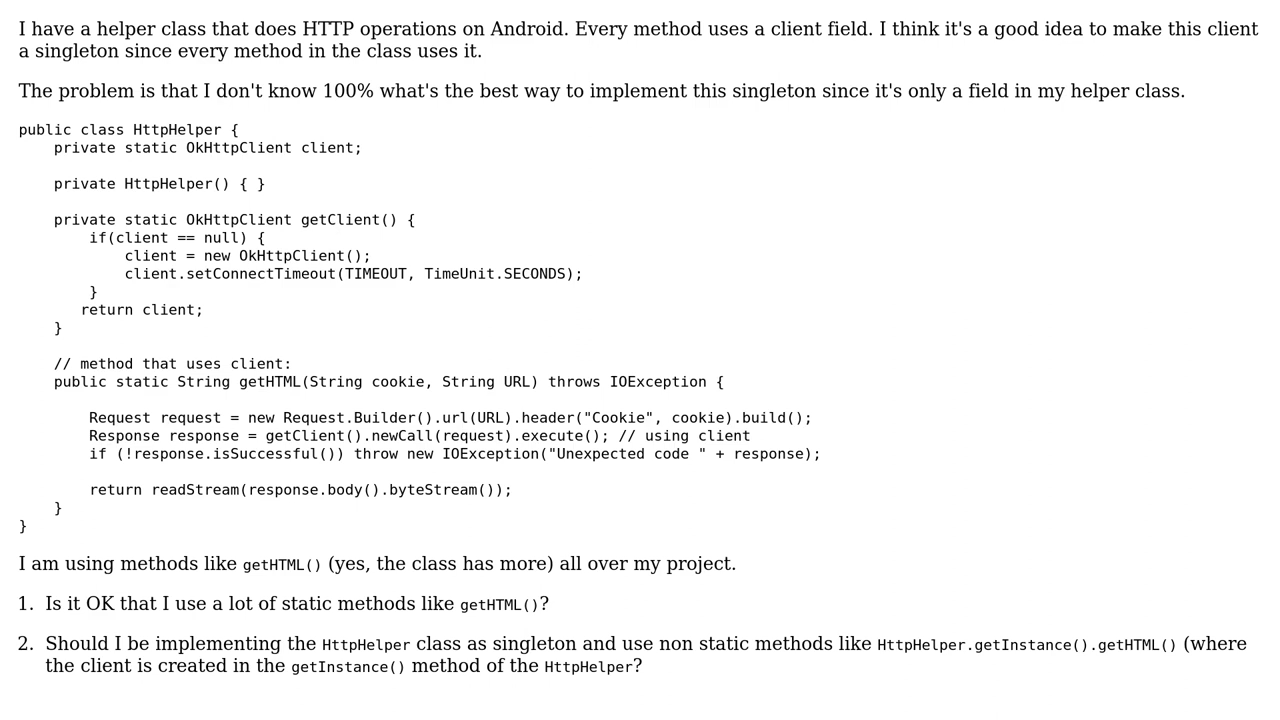 I have a helper class that does HTTP operations on Android. Every method uses a client field. I think it's a good idea to make this client
a singleton since every method in the class uses it.
The problem is that I don't know 100% what's the best way to implement this singleton since it's only a field in my helper class.
public class HttpHelper {
    private static OkHttpClient client;
    private HttpHelper() { }
    private static OkHttpClient getClient() {
        if(client == null) {
            client = new OkHttpClient();
            client.setConnectTimeout(TIMEOUT, TimeUnit.SECONDS);
        }
       return client;
    }
    // method that uses client:
    public static String getHTML(String cookie, String URL) throws IOException {
        Request request = new Request.Builder().url(URL).header("Cookie", cookie).build();
        Response response = getClient().newCall(request).execute(); // using client
        if (!response.isSuccessful()) throw new IOException("Unexpected code " + response);
        return readStream(response.body().byteStream());
    }
}
I am using methods like getHTML() (yes, the class has more) all over my project.
1. Is it OK that I use a lot of static methods like getHTML()?
2. Should I be implementing the HttpHelper class as singleton and use non static methods like HttpHelper.getInstance().getHTML() (where
the client is created in the getInstance() method of the HttpHelper?